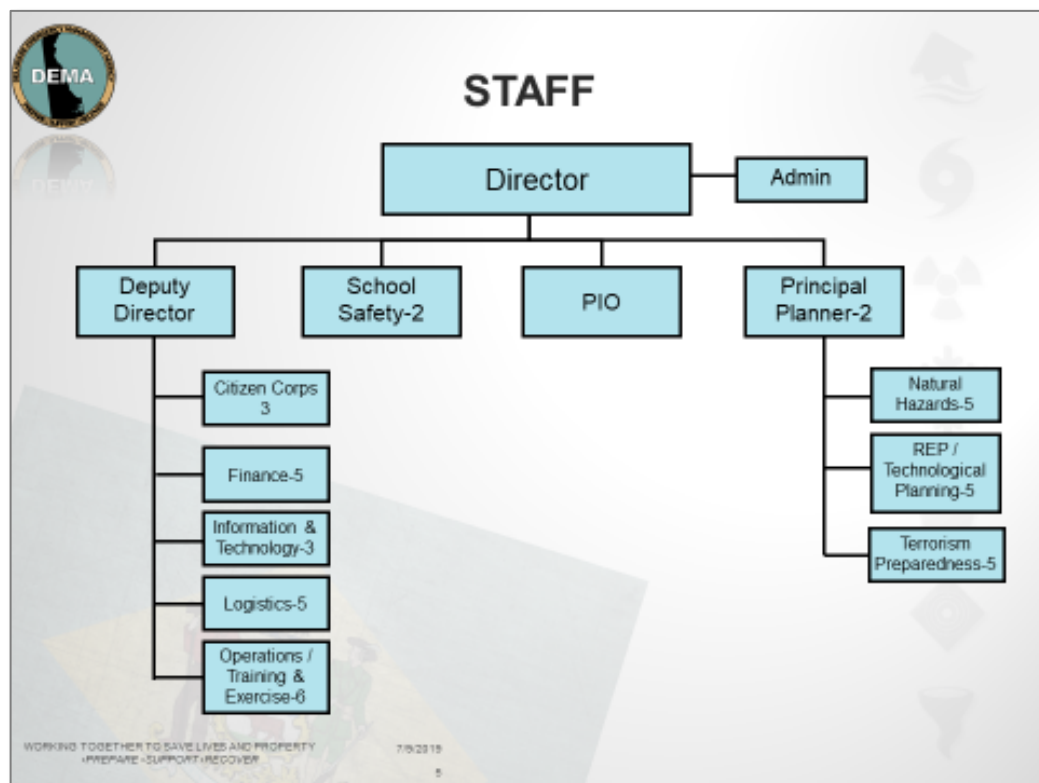 DEMA
STAFF
Director
Admin
Deputy
Director
School
Safety-2
PIO
Principal
Planner-2
Citizen Corps
3
Finance-5
Information &
Technology-3
Logistics-5
Operations /
Training &
Exercise-6
Natural
Hazards-5
REP /
Technological
Planning-5
Terrorism
Preparedness-5
WORKING TOGETHER TO SAVE LIVES AND PROPERTY
PREPARE SUPPORT RECOVER
7/9/2019